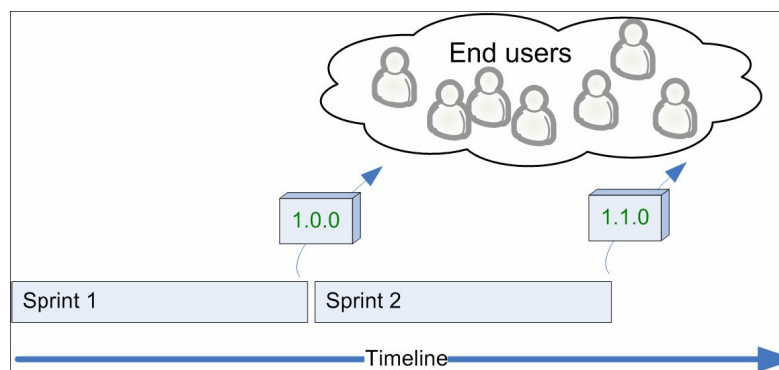 End users
1.0.0
1.1.0
Sprint 1
Sprint 2
Timeline